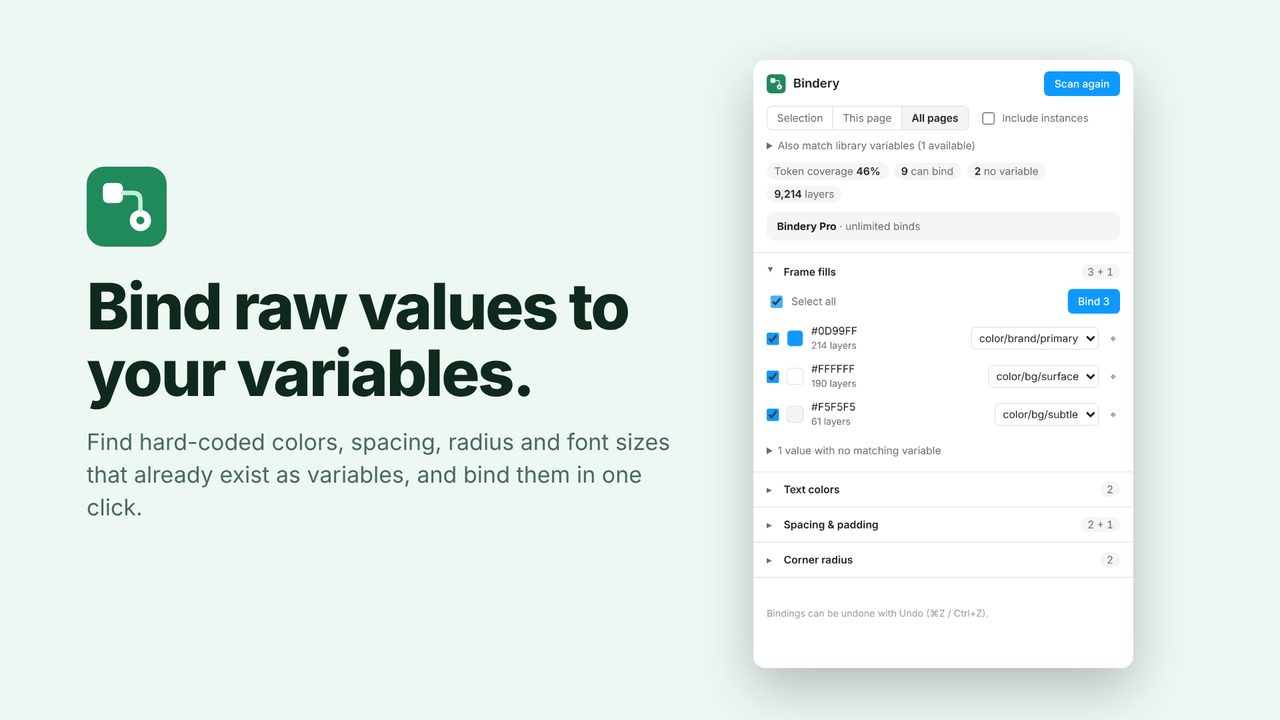 Bind raw values to
your variables.
Find hard-coded colors, spacing, radius and font sizes
that already exist as variables, and bind them in one
click.
Bindery
Scan again
Selection
This page
All pages
Include instances
Also match library variables (1 available)
Token coverage 46%
9 can bind
2 no variable
9,214 layers
Bindery Pro · unlimited binds
Frame fills
3 + 1
Select all
Bind 3
#0D99FF
214 layers
color/brand/primary
#FFFFFF
190 layers
color/bg/surface
#F5F5F5
61 layers
color/bg/subtle
1 value with no matching variable
Text colors
2
Spacing & padding
2 + 1
Corner radius
2
Bindings can be undone with Undo (⌘Z / Ctrl+Z).